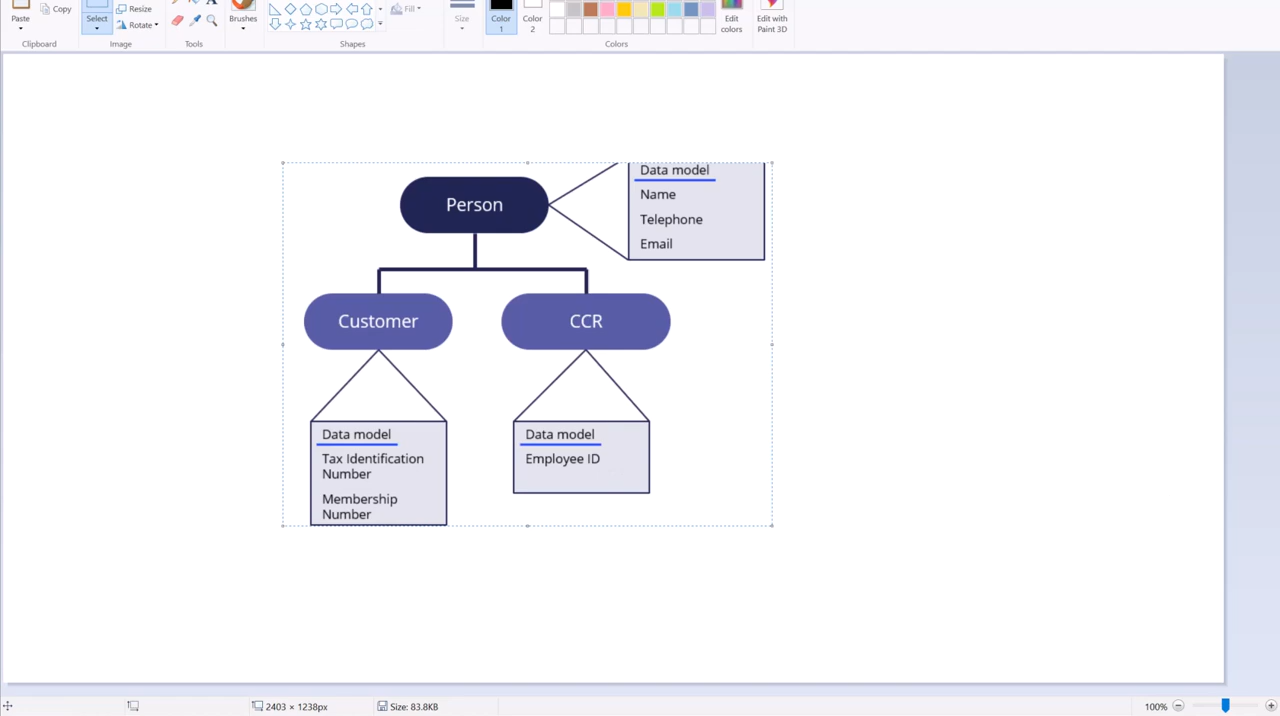 Paste
Copy
Clipboard
Select
Resize
Rotate
Image
Tools
Brushes
Shapes
Fill
Size
Color
1
Color
2
Colors
Edit
colors
Edit with
Paint 3D
Person
Data model
Name
Telephone
Email
Customer
CCR
Data model
Tax Identification
Number
Membership
Number
Data model
Employee ID
2403 × 1238px
Size: 83.8KB
100%